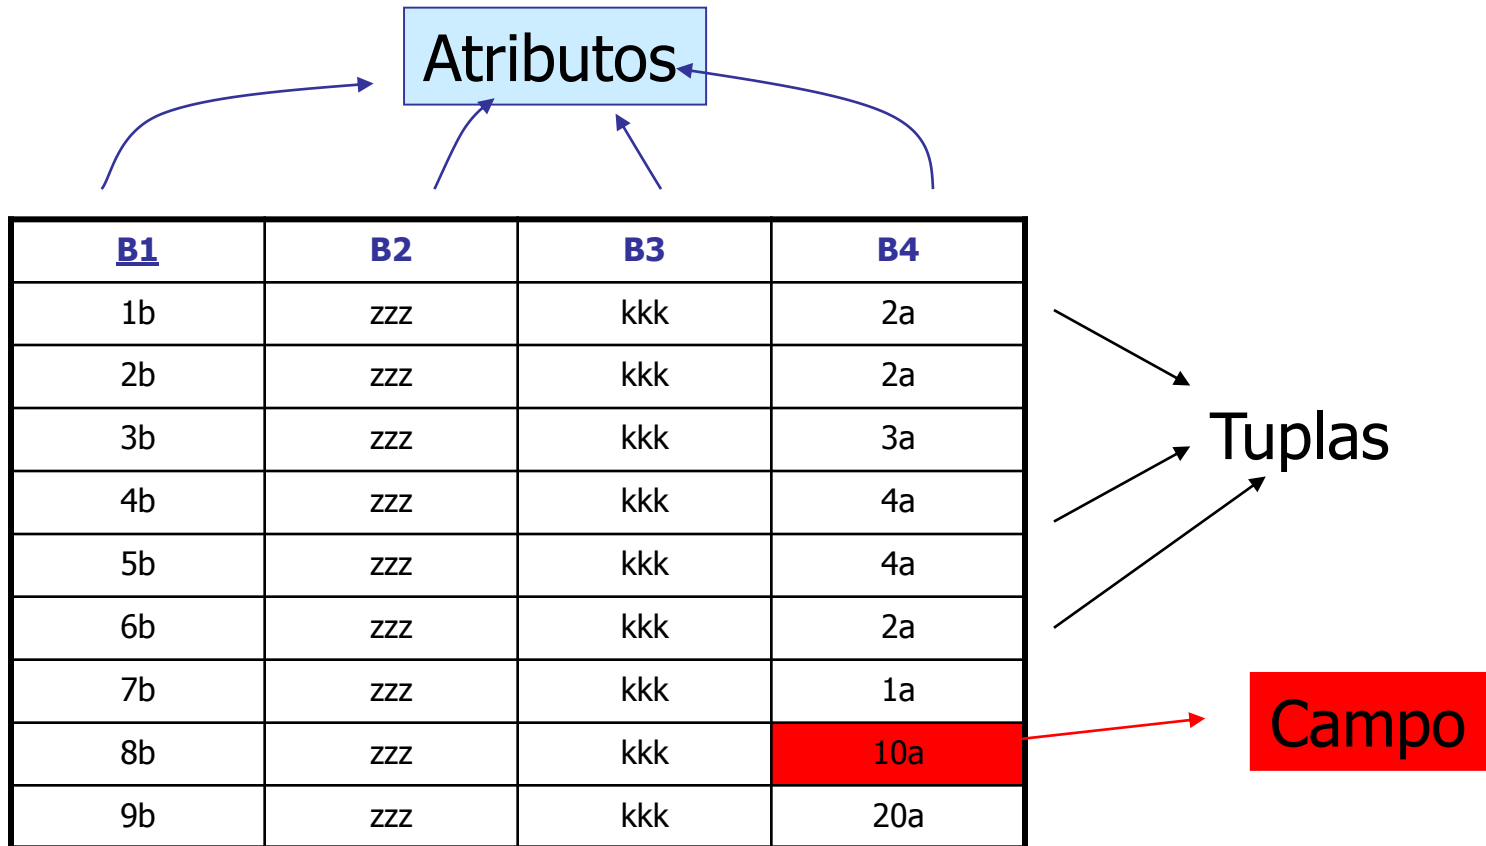 Atributos
B1 B2 B3 B4
1b zzz kkk 2a
2b zzz kkk 2a
3b zzz kkk 3a
4b zzz kkk 4a
5b zzz kkk 4a
6b zzz kkk 2a
7b zzz kkk 1a
8b zzz kkk 10a
9b zzz kkk 20a
Tuplas
Campo